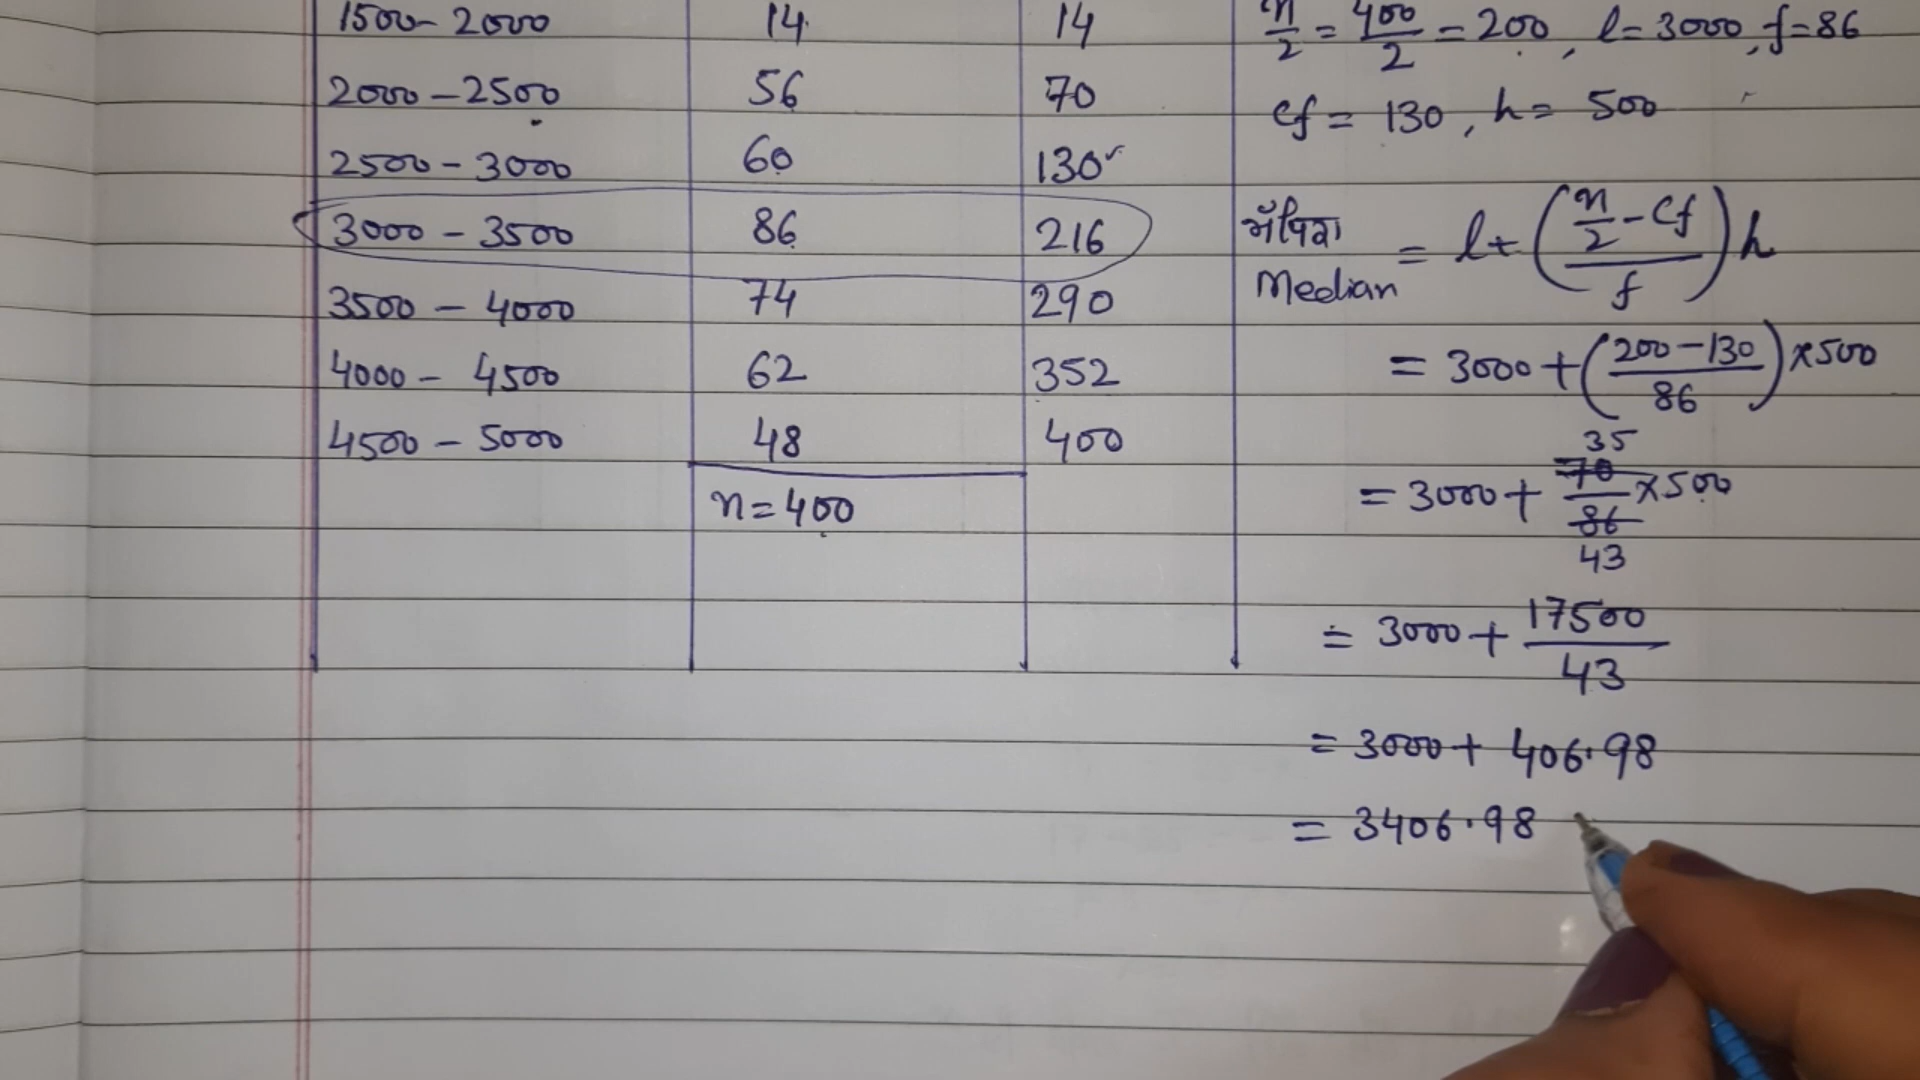 1500- 2000 14 14
2000 - 2500 56 70
2500 - 3000 60 130
3000 - 3500 86 216
3500 - 4000 74 290
4000 - 4500 62 352
4500 - 5000 48 400
n = 400
n/2 = 400/2 = 200, l = 3000, f = 86
Cf = 130, h = 500
Median = l + ((n/2 - Cf)/f) h
= 3000 + ((200 - 130)/86) × 500
35
= 3000 + 70/86 × 500
43
= 3000 + 17500/43
= 3000 + 406.98
= 3406.98